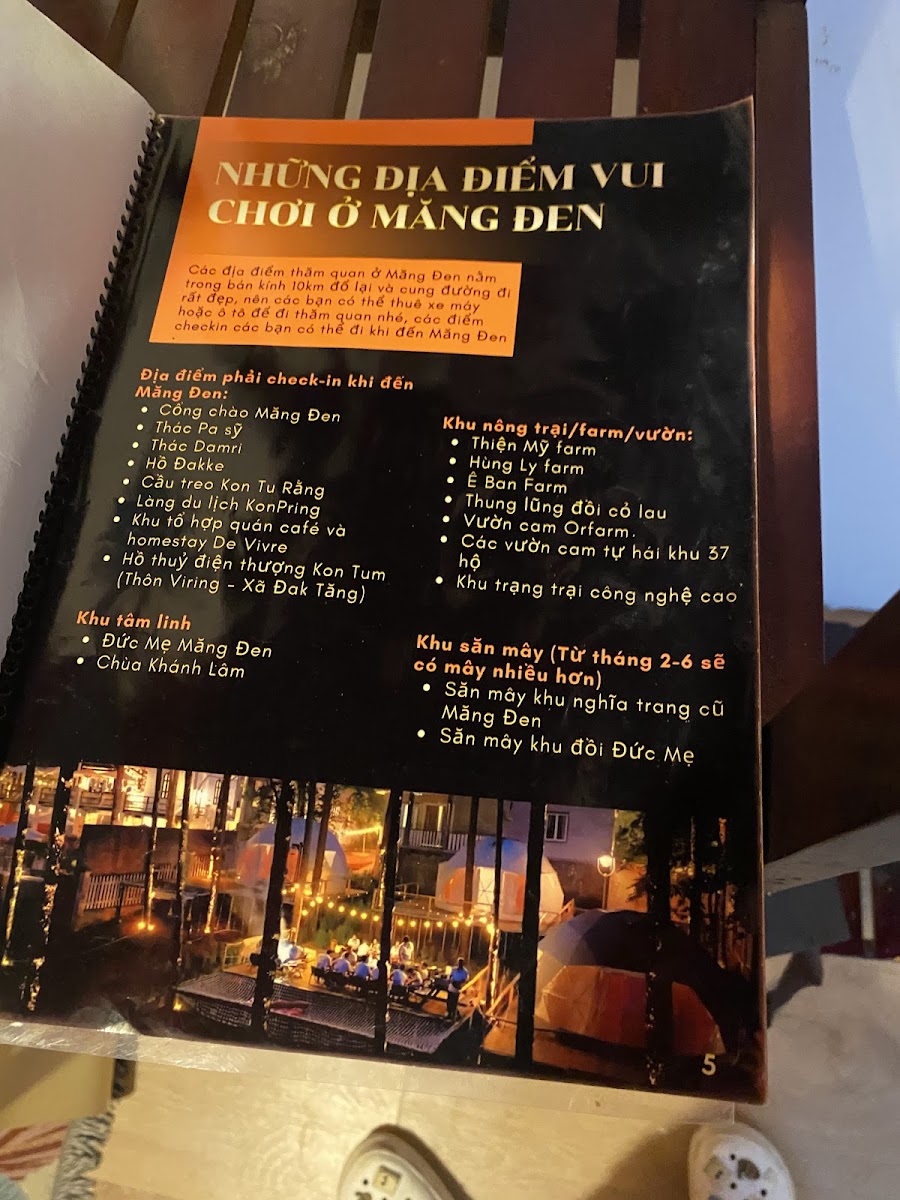 NHỮNG ĐỊA ĐIỂM VUI
CHƠI Ở MĂNG ĐEN
Các địa điểm thăm quan ở Măng Đen nằm
trong bán kính 10km đổ lại và cung đường đi
rất đẹp, nên các bạn có thể thuê xe máy
hoặc ô tô để đi thăm quan nhé, các điểm
checkin các bạn có thể đi khi đến Măng Đen
Địa điểm phải check-in khi đến
Măng Đen:
• Cổng chào Măng Đen
• Thác Pa sỹ
• Thác Damri
• Hồ Đakke
• Cầu treo Kon Tu Rằng
• Làng du lịch KonPring
• Khu tổ hợp quán café và
homestay De Vivre
• Hồ thuỷ điện thượng Kon Tum
(Thôn Viring - Xã Đak Tăng)
Khu tâm linh
• Đức Mẹ Măng Đen
• Chùa Khánh Lâm
Khu nông trại/farm/vườn:
• Thiện Mỹ farm
• Hùng Ly farm
• Ê Ban Farm
• Thung lũng đồi cỏ lau
• Vườn cam Orfarm.
• Các vườn cam tự hái khu 37
hộ
• Khu trạng trại công nghệ cao
Khu săn mây (Từ tháng 2-6 sẽ
có mây nhiều hơn)
• Săn mây khu nghĩa trang cũ
Măng Đen
• Săn mây khu đồi Đức Mẹ
5